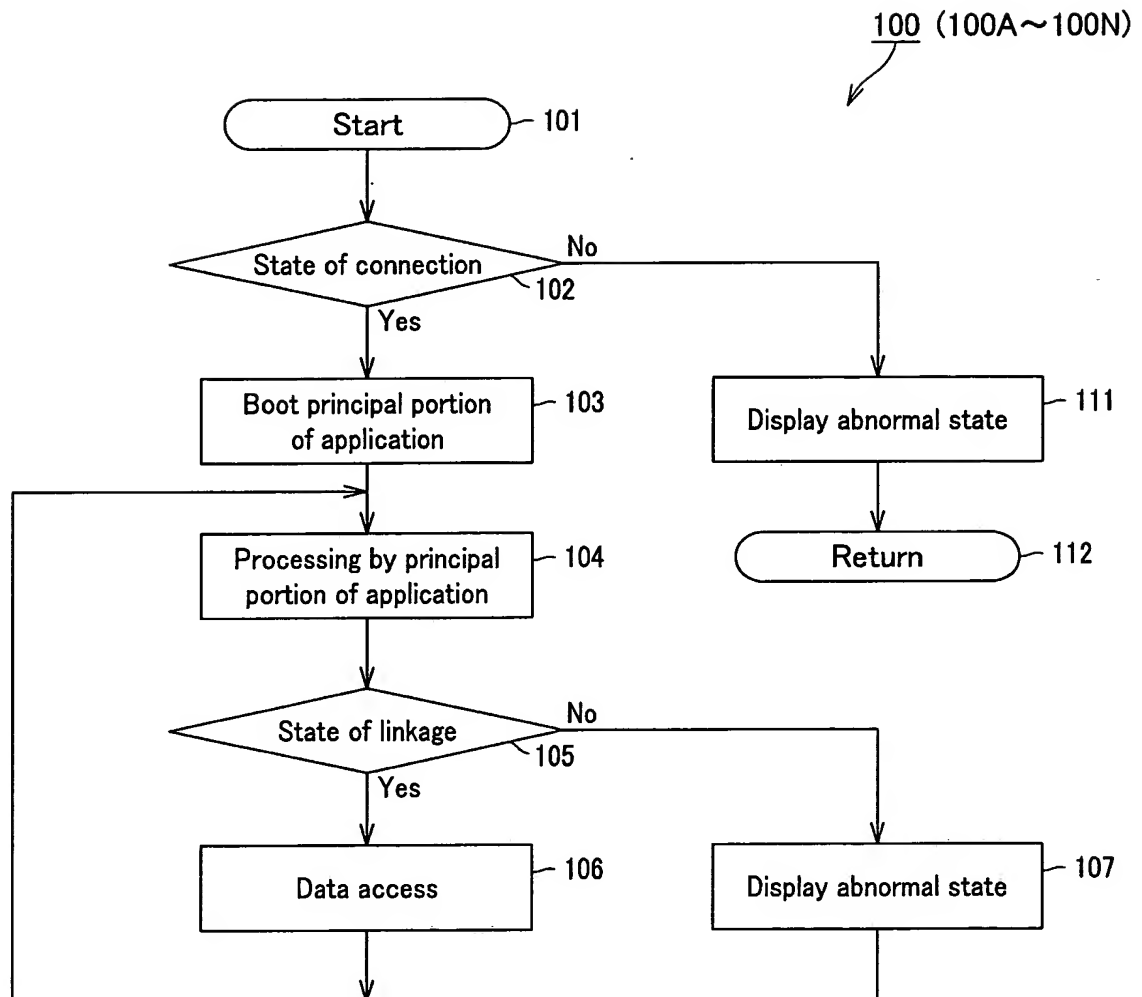 100 (100A～100N)
Start
101
State of connection
No
102
Yes
Boot principal portion
of application
103
Display abnormal state
111
Processing by principal
portion of application
104
Return
112
State of linkage
No
105
Yes
Data access
106
Display abnormal state
107